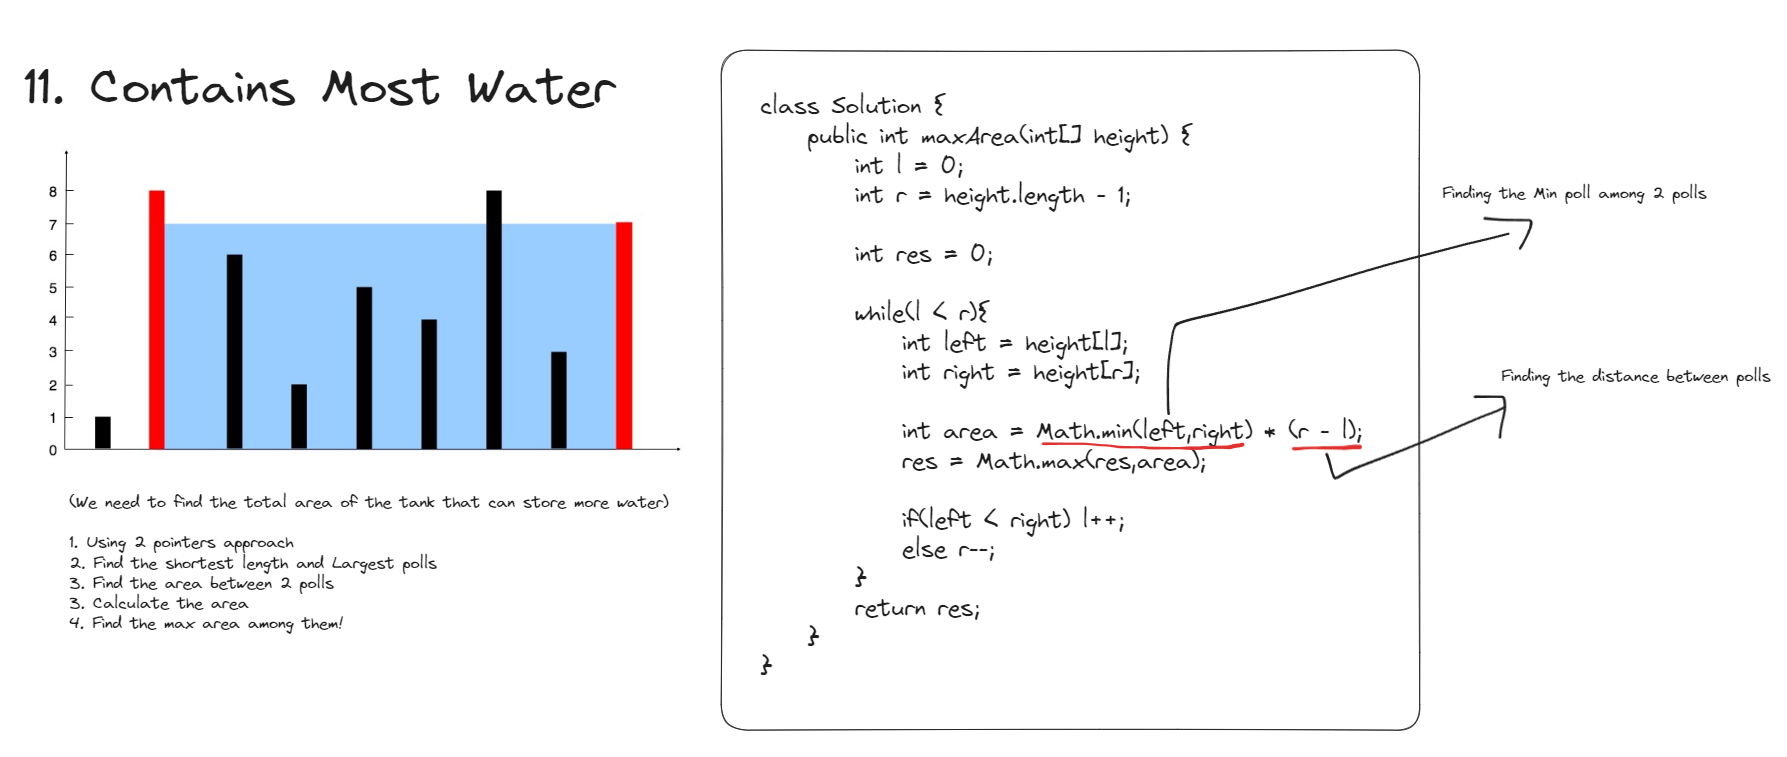 11. Contains Most Water
8
7
6
5
4
3
2
1
0
(We need to find the total area of the tank that can store more water)
1. Using 2 pointers approach
2. Find the shortest length and Largest polls
3. Find the area between 2 polls
3. Calculate the area
4. Find the max area among them!
class Solution {
public int maxArea(int[] height) {
int l = 0;
int r = height.length - 1;
int res = 0;
while(l < r){
int left = height[l];
int right = height[r];
int area = Math.min(left,right) * (r - l);
res = Math.max(res,area);
if(left < right) l++;
else r--;
}
return res;
}
}
Finding the Min poll among 2 polls
Finding the distance between polls